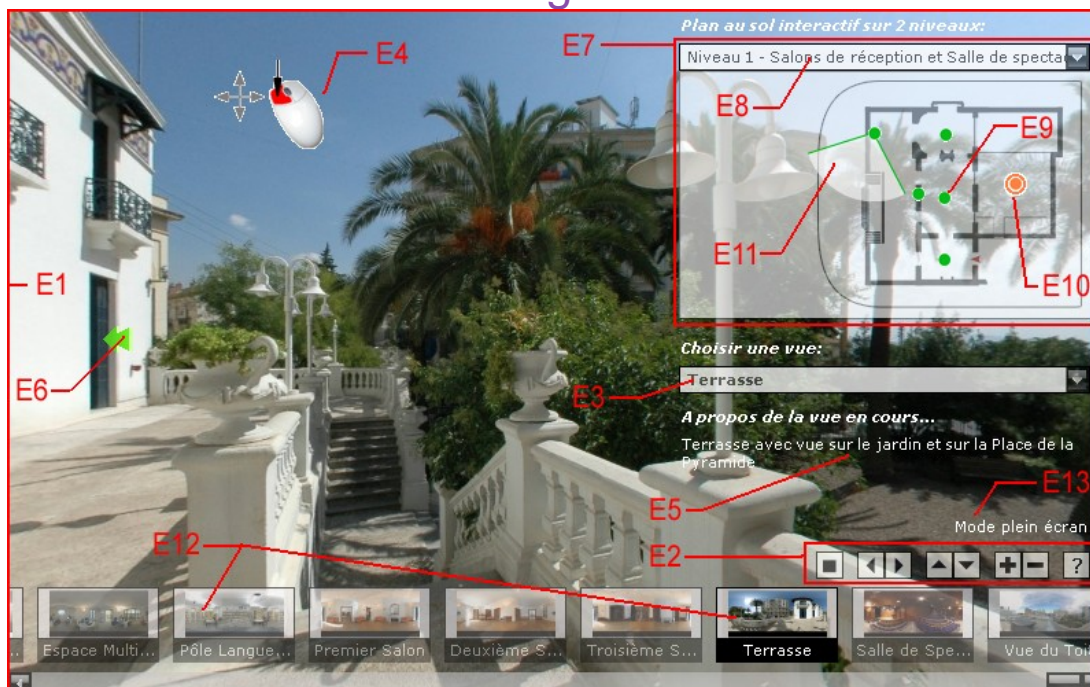 Plan au sol interactif sur 2 niveaux:
E7
E4
Niveau 1 - Salons de réception et Salle de
E8
E9
E11
E10
E1
Choisir une vue:
E6
Terrasse
E3
A propos de la vue en cours...
Terrasse avec vue sur le jardin et sur la Place de la
Pyramide
E13
E5
Mode plein écran
E12
E2
?
Espace Multi...
Pôle Langue...
Premier Salon
Deuxième S...
Troisième S...
Terrasse
Salle de Spe...
Vue du Toi